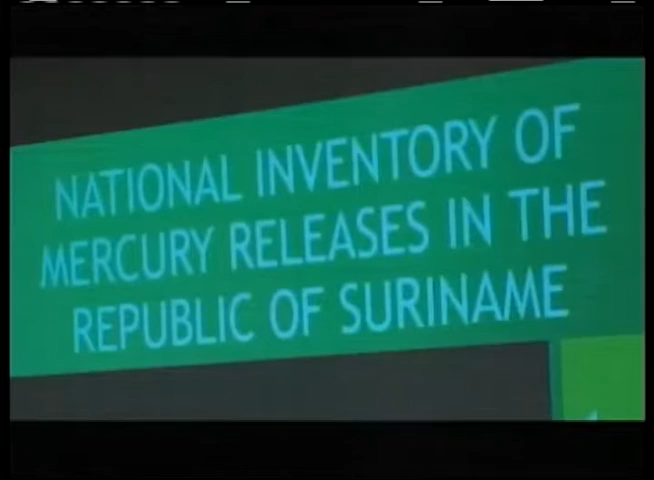 NATIONAL INVENTORY OF
MERCURY RELEASES IN THE
REPUBLIC OF SURINAME